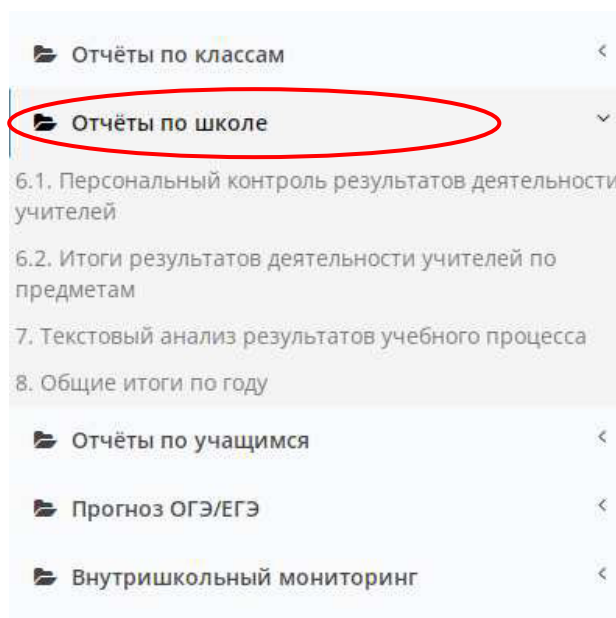 Отчёты по классам
Отчёты по школе
6.1. Персональный контроль результатов деятельности
учителей
6.2. Итоги результатов деятельности учителей по
предметам
7. Текстовый анализ результатов учебного процесса
8. Общие итоги по году
Отчёты по учащимся
Прогноз ОГЭ/ЕГЭ
Внутришкольный мониторинг